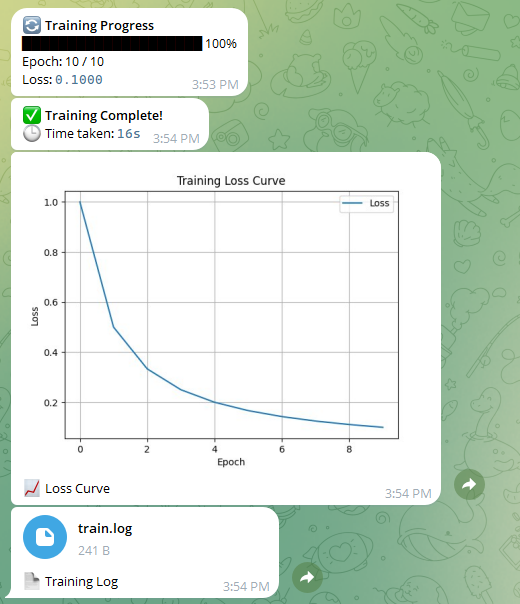 Training Progress
100%
Epoch: 10 / 10
Loss: 0.1000
3:53 PM
Training Complete!
Time taken: 16s
3:54 PM
Training Loss Curve
Loss
1.0
0.8
0.6
0.4
0.2
Loss
0 2 4 6 8
Epoch
Loss Curve
3:54 PM
train.log
241 B
Training Log
3:54 PM